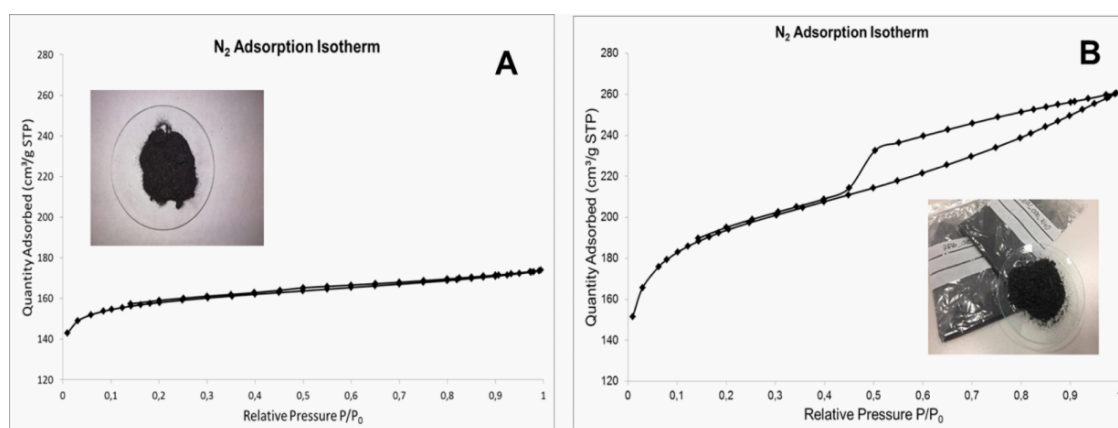 N₂ Adsorption Isotherm
A
Quantity Adsorbed (cm³/g STP)
280
260
240
220
200
180
160
140
120
0 0,1 0,2 0,3 0,4 0,5 0,6 0,7 0,8 0,9 1
Relative Pressure P/P₀
N₂ Adsorption Isotherm
B
Quantity Adsorbed (cm³/g STP)
280
260
240
220
200
180
160
140
120
0 0,1 0,2 0,3 0,4 0,5 0,6 0,7 0,8 0,9
Relative Pressure P/P₀